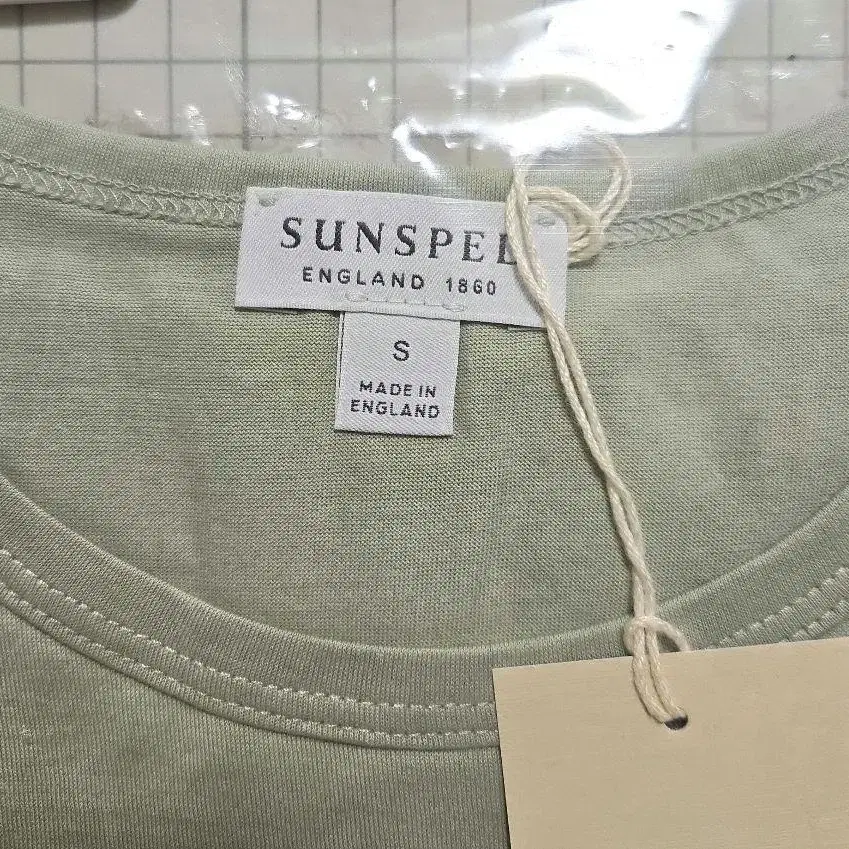 SUNSPEL
ENGLAND 1860
S
MADE IN
ENGLAND